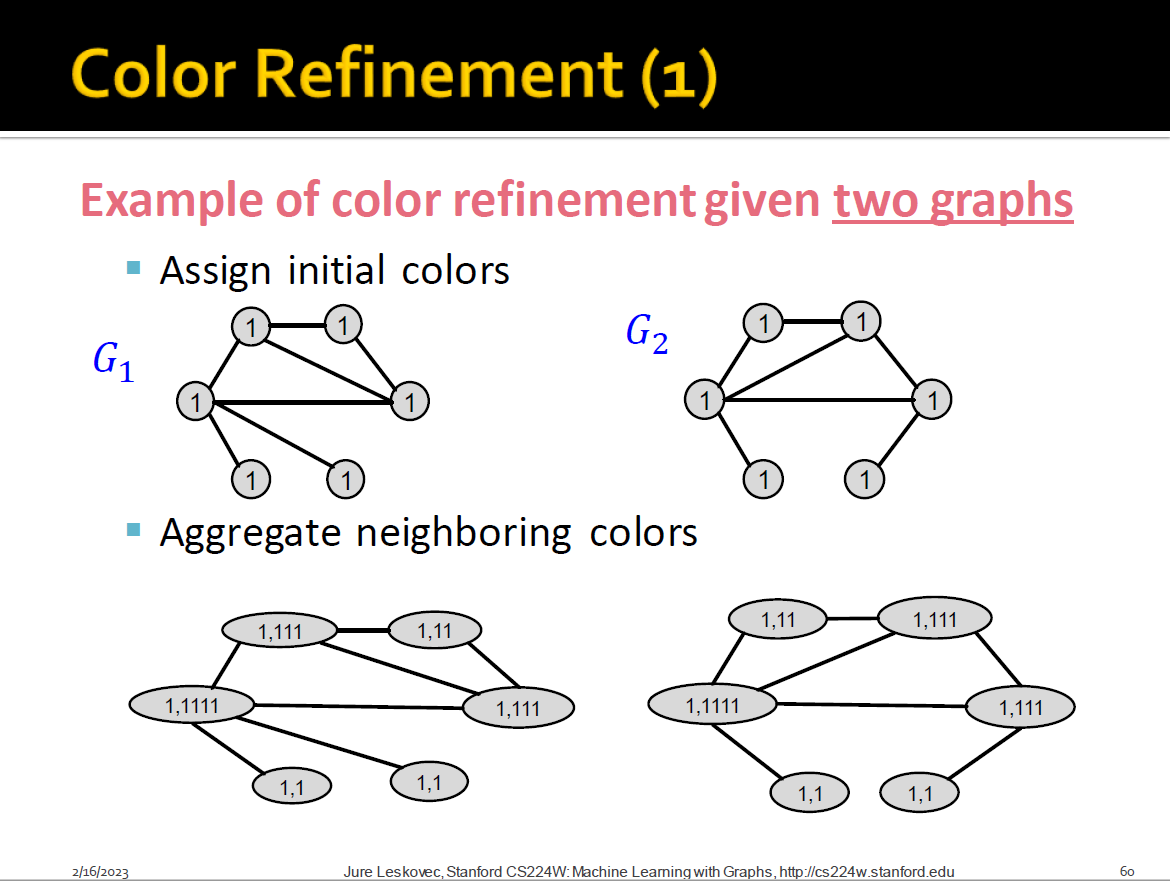 Color Refinement (1)
Example of color refinement given two graphs
Assign initial colors
G1
1 1
1 1
1 1
G2
1 1
1 1
1 1
Aggregate neighboring colors
1,111 1,11
1,1111 1,111
1,1 1,1
1,11 1,111
1,1111 1,111
1,1 1,1
2/16/2023
Jure Leskovec, Stanford CS224W: Machine Learning with Graphs, http://cs224w.stanford.edu
60